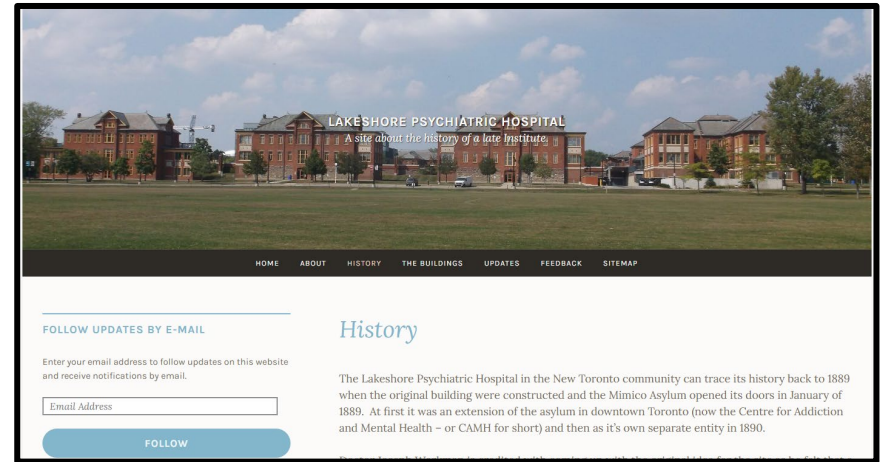 LAKESHORE PSYCHIATRIC HOSPITAL
A site about the history of a late Institute
HOME ABOUT HISTORY THE BUILDINGS UPDATES FEEDBACK SITEMAP
FOLLOW UPDATES BY E-MAIL
Enter your email address to follow updates on this website
and receive notifications by email.
Email Address
FOLLOW
History
The Lakeshore Psychiatric Hospital in the New Toronto community can trace its history back to 1889
when the original building were constructed and the Mimico Asylum opened its doors in January of
1889. At first it was an extension of the asylum in downtown Toronto (now the Centre for Addiction
and Mental Health – or CAMH for short) and then as it's own separate entity in 1890.